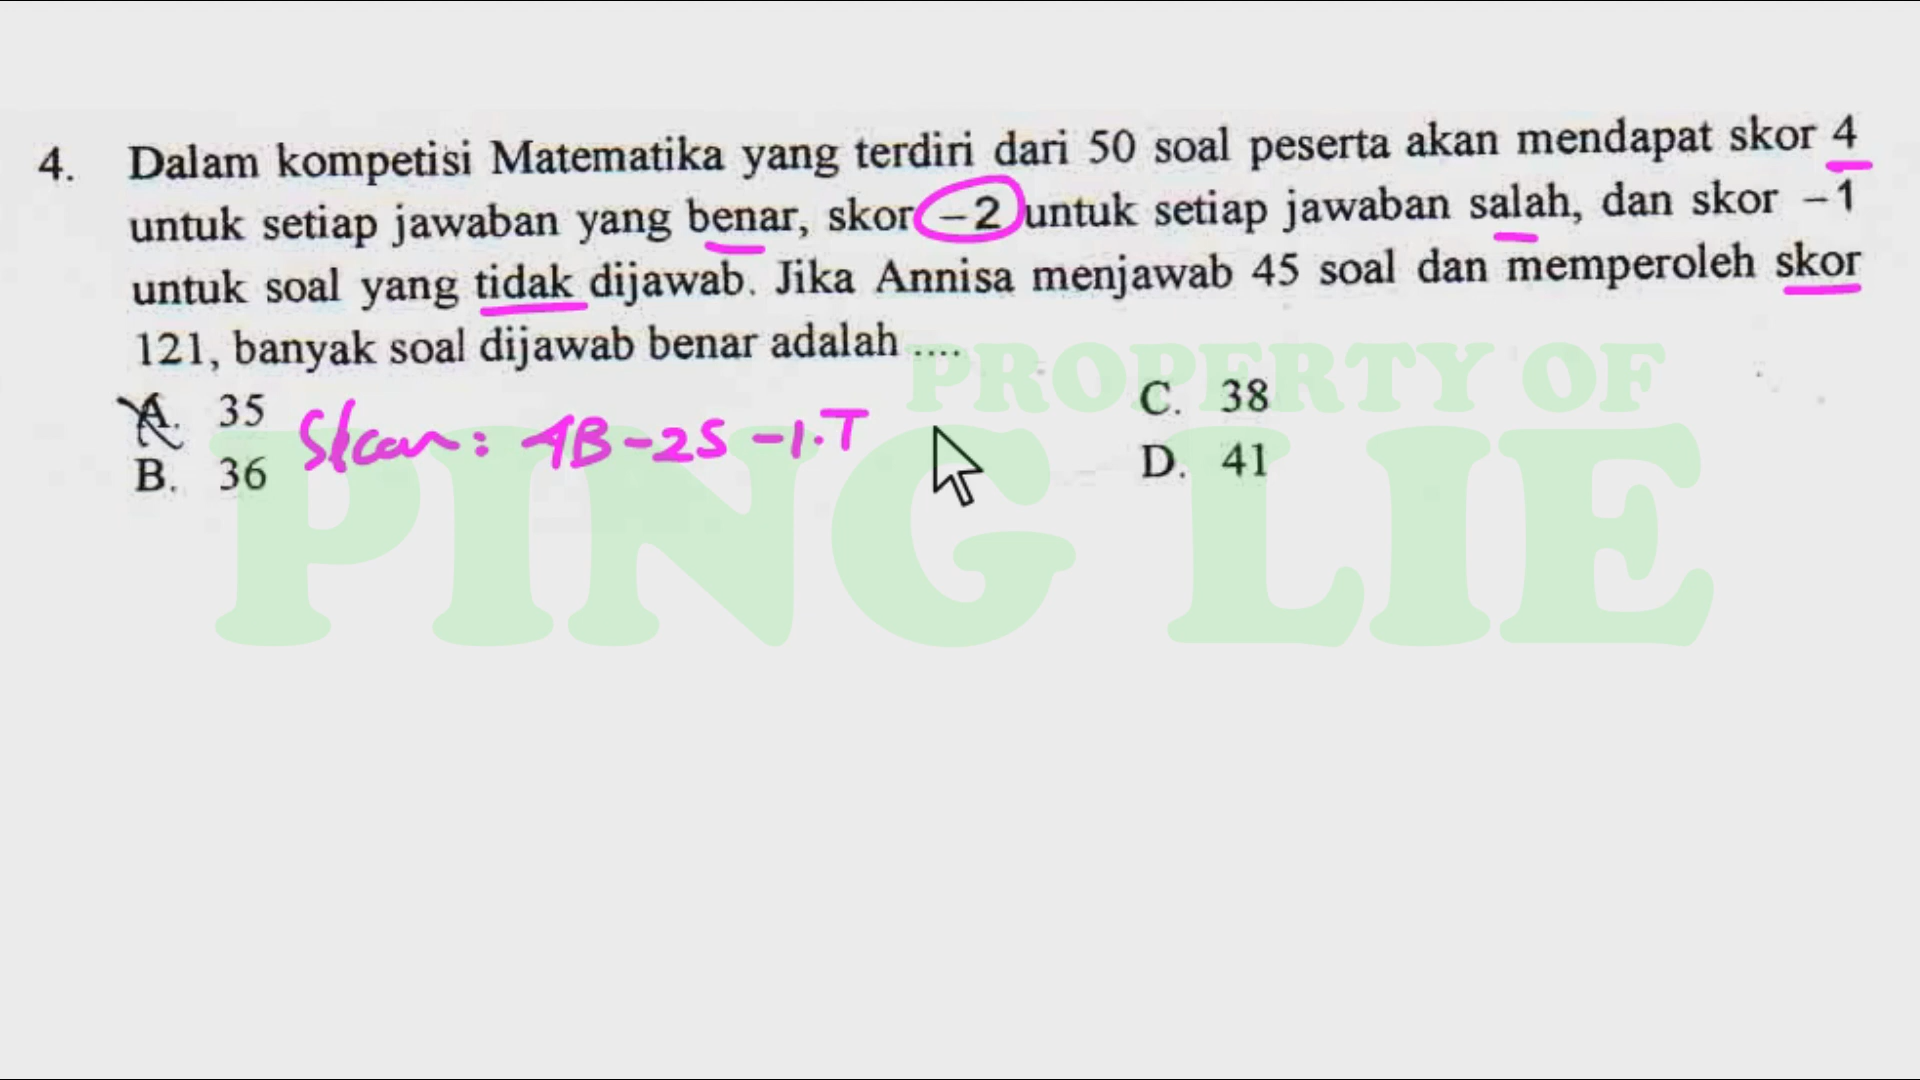 4. Dalam kompetisi Matematika yang terdiri dari 50 soal peserta akan mendapat skor 4
untuk setiap jawaban yang benar, skor –2 untuk setiap jawaban salah, dan skor –1
untuk soal yang tidak dijawab. Jika Annisa menjawab 45 soal dan memperoleh skor
121, banyak soal dijawab benar adalah ....
A. 35
B. 36
C. 38
D. 41
Skor : 4B – 2S – 1.T
PROPERTY OF
PING LIE